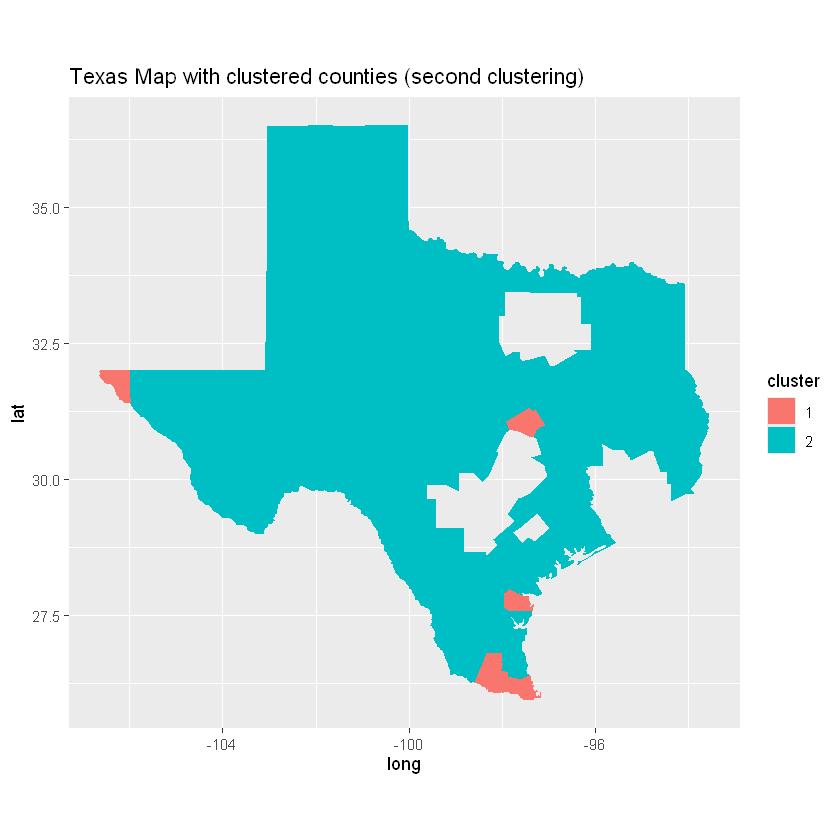 Texas Map with clustered counties (second clustering)
35.0
32.5
30.0
27.5
lat
-104
-100
-96
long
cluster
1
2